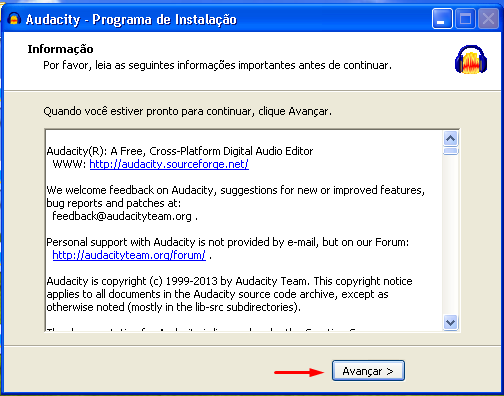 Audacity - Programa de Instalação
Informação
Por favor, leia as seguintes informações importantes antes de continuar.
Quando você estiver pronto para continuar, clique Avançar.
Audacity(R): A Free, Cross-Platform Digital Audio Editor
WWW: http://audacity.sourceforge.net/
We welcome feedback on Audacity, suggestions for new or improved features,
bug reports and patches at:
feedback@audacityteam.org .
Personal support with Audacity is not provided by e-mail, but on our Forum:
http://audacityteam.org/forum/ .
Audacity is copyright (c) 1999-2013 by Audacity Team. This copyright notice
applies to all documents in the Audacity source code archive, except as
otherwise noted (mostly in the lib-src subdirectories).
Avançar >